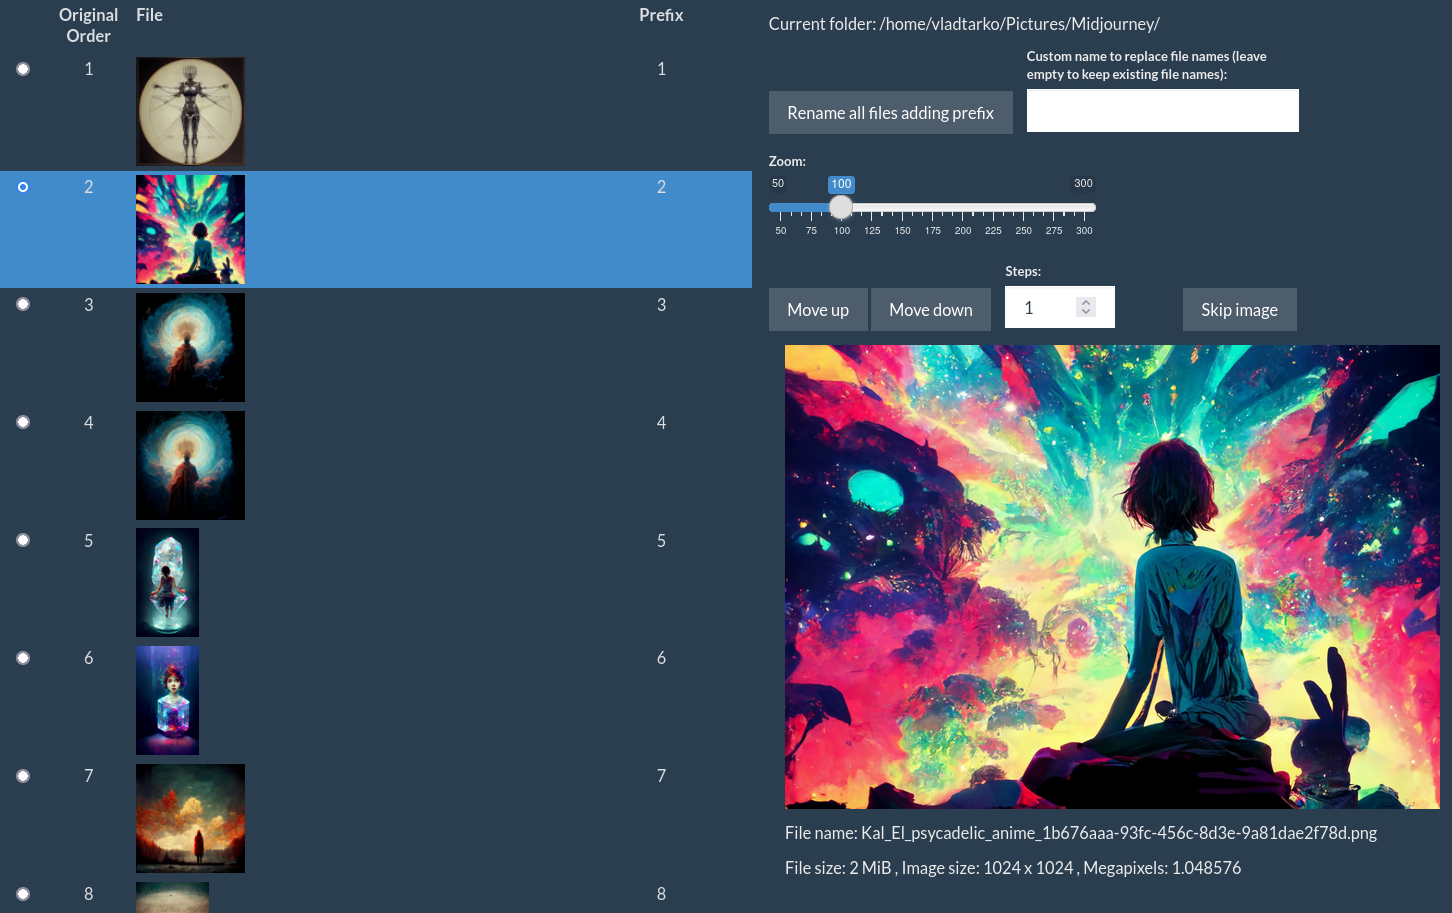 Original Order
File
Prefix
1
1
2
2
3
3
4
4
5
5
6
6
7
7
8
8
Current folder: /home/vladtarko/Pictures/Midjourney/
Custom name to replace file names (leave
empty to keep existing file names):
Rename all files adding prefix
Zoom:
50
100
300
50 75 100 125 150 175 200 225 250 275 300
Steps:
Move up
Move down
1
Skip image
File name: Kal_El_psycadelic_anime_1b676aaa-93fc-456c-8d3e-9a81dae2f78d.png
File size: 2 MiB , Image size: 1024 x 1024 , Megapixels: 1.048576